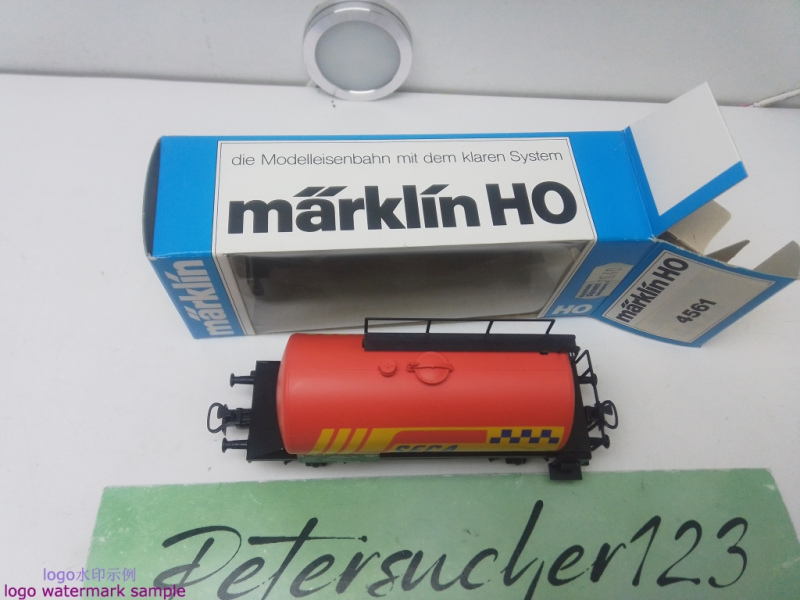 die Modelleisenbahn mit dem klaren System
märklin HO
märklin
HO
märklin HO
4561
Petersucher123
logo水印示例
logo watermark sample